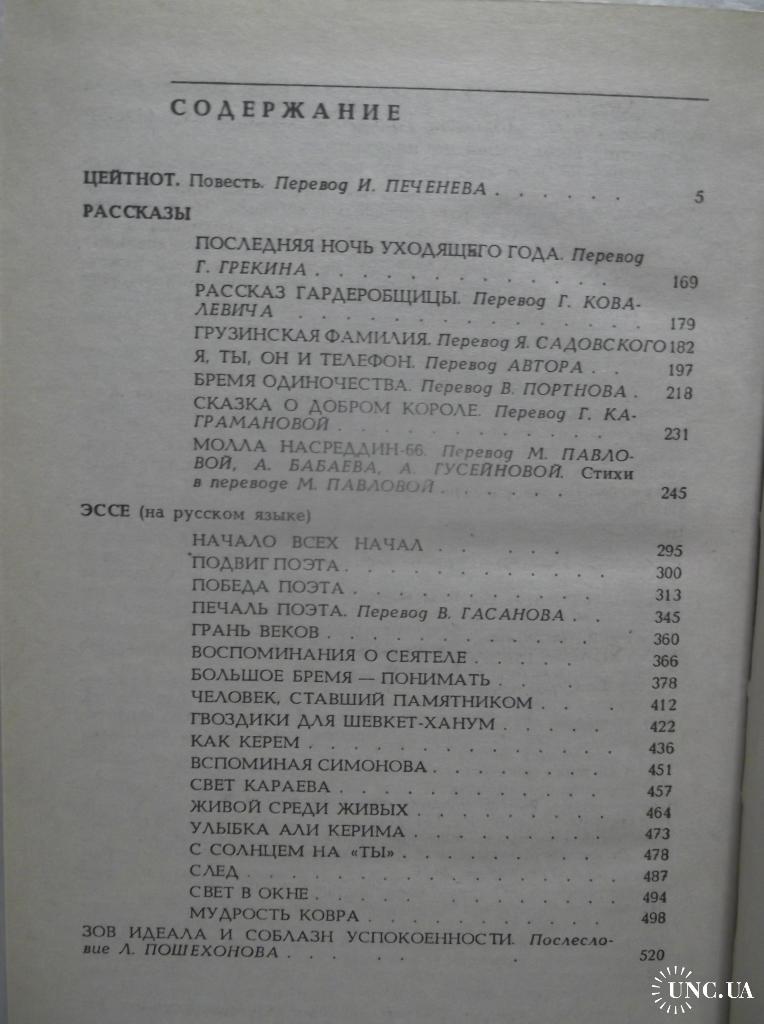 СОДЕРЖАНИЕ
ЦЕЙТНОТ. Повесть. Перевод И. ПЕЧЕНЕВА . . . . . . 5
РАССКАЗЫ
ПОСЛЕДНЯЯ НОЧЬ УХОДЯЩЕГО ГОДА. Перевод
Г. ГРЕКИНА . . . . . . . . . . . . . 169
РАССКАЗ ГАРДЕРОБЩИЦЫ. Перевод Г. КОВА-
ЛЕВИЧА . . . . . . . . . . . . . . 179
ГРУЗИНСКАЯ ФАМИЛИЯ. Перевод Я. САДОВСКОГО 182
Я, ТЫ, ОН И ТЕЛЕФОН. Перевод АВТОРА . . 197
БРЕМЯ ОДИНОЧЕСТВА. Перевод В. ПОРТНОВА . 218
СКАЗКА О ДОБРОМ КОРОЛЕ. Перевод Г. КА-
ГРАМАНОВОЙ . . . . . . . . . . . . 231
МОЛЛА НАСРЕДДИН-66. Перевод М. ПАВЛО-
ВОЙ, А. БАБАЕВА, А. ГУСЕЙНОВОЙ. Стихи
в переводе М. ПАВЛОВОЙ . . . . . . 245
ЭССЕ (на русском языке)
НАЧАЛО ВСЕХ НАЧАЛ . . . . . 295
ПОДВИГ ПОЭТА . . . . . . . . . . . 300
ПОБЕДА ПОЭТА . . . . . . . . . . . 313
ПЕЧАЛЬ ПОЭТА. Перевод В. ГАСАНОВА . . 345
ГРАНЬ ВЕКОВ . . . . . . . . . . . . 360
ВОСПОМИНАНИЯ О СЕЯТЕЛЕ . . . . . 366
БОЛЬШОЕ БРЕМЯ — ПОНИМАТЬ . . . . 378
ЧЕЛОВЕК, СТАВШИЙ ПАМЯТНИКОМ . . . 412
ГВОЗДИКИ ДЛЯ ШЕВКЕТ-ХАНУМ . . . . . 422
КАК КЕРЕМ . . . . . . . . . . . . . 436
ВСПОМИНАЯ СИМОНОВА . . . . . . . . 451
СВЕТ КАРАЕВА . . . . . . . . . . . 457
ЖИВОЙ СРЕДИ ЖИВЫХ . . . . . . . . 464
УЛЫБКА АЛИ КЕРИМА . . . . . . . . 473
С СОЛНЦЕМ НА «ТЫ» . . . . . . . . 478
СЛЕД . . . . . . . . . . . . . . . 487
СВЕТ В ОКНЕ . . . . . . . . . . . . 494
МУДРОСТЬ КОВРА . . . . . . . . . . 498
ЗОВ ИДЕАЛА И СОБЛАЗН УСПОКОЕННОСТИ. Послесло-
вие Л. ПОШЕХОНОВА . . . . . . 520
UNC.UA